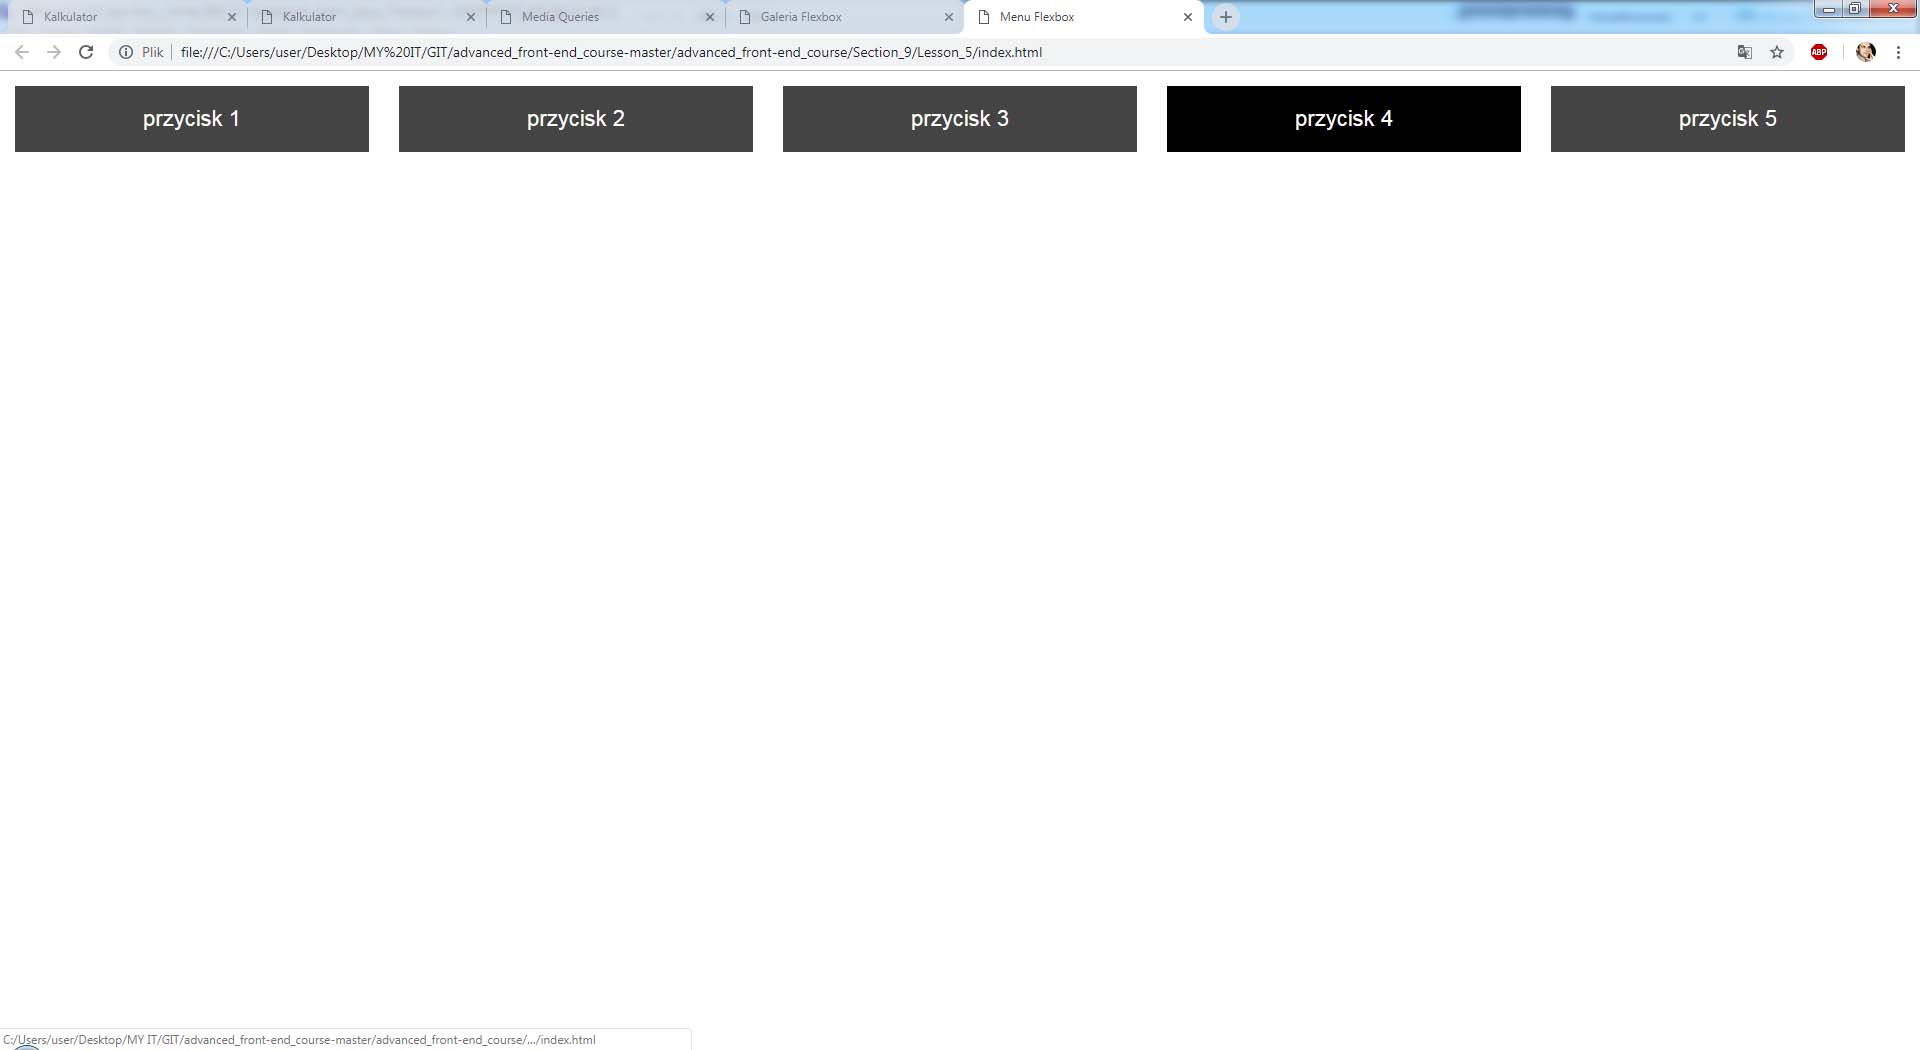 Kalkulator
Kalkulator
Media Queries
Galeria Flexbox
Menu Flexbox
Plik
file:///C:/Users/user/Desktop/MY%20IT/GIT/advanced_front-end_course-master/advanced_front-end_course/Section_9/Lesson_5/index.html
ABP
przycisk 1
przycisk 2
przycisk 3
przycisk 4
przycisk 5
C:/Users/user/Desktop/MY IT/GIT/advanced_front-end_course-master/advanced_front-end_course/.../index.html